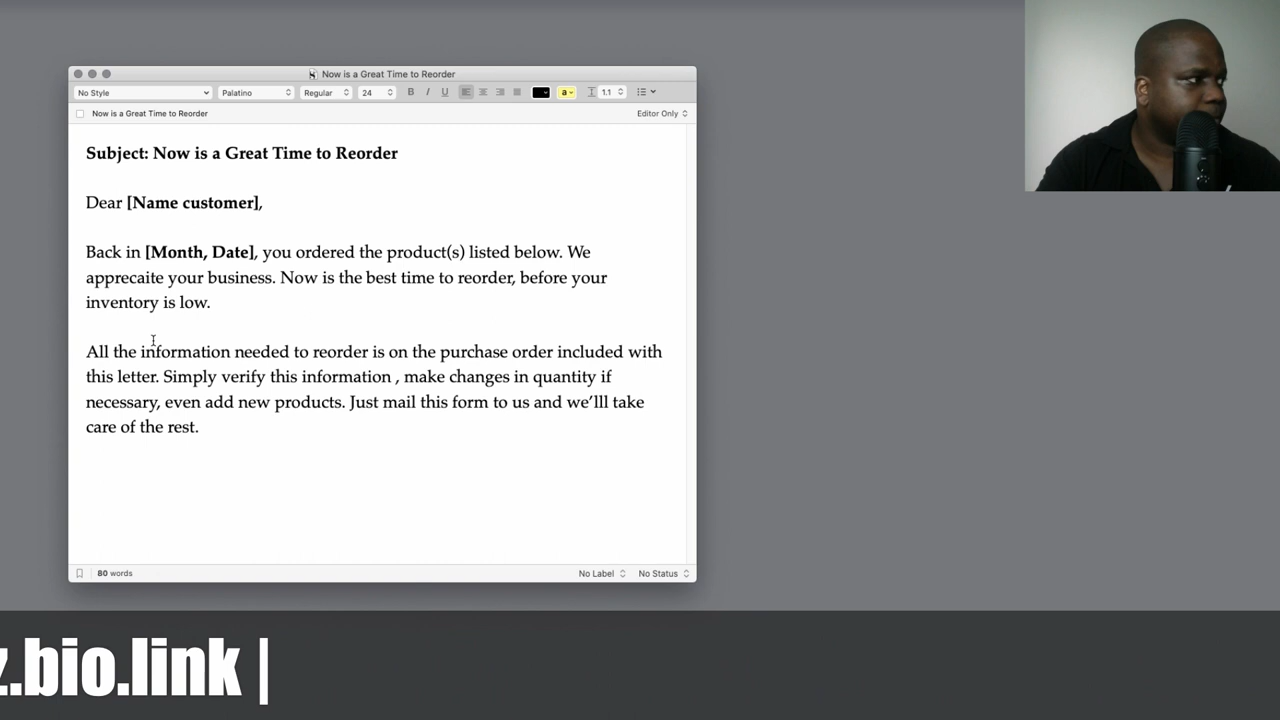 Now is a Great Time to Reorder
No Style Palatino Regular 24 B I U a 1.1
Now is a Great Time to Reorder Editor Only
Subject: Now is a Great Time to Reorder
Dear [Name customer],
Back in [Month, Date], you ordered the product(s) listed below. We
apprecaite your business. Now is the best time to reorder, before your
inventory is low.
All the information needed to reorder is on the purchase order included with
this letter. Simply verify this information , make changes in quantity if
necessary, even add new products. Just mail this form to us and we’lll take
care of the rest.
80 words No Label No Status
z.bio.link |